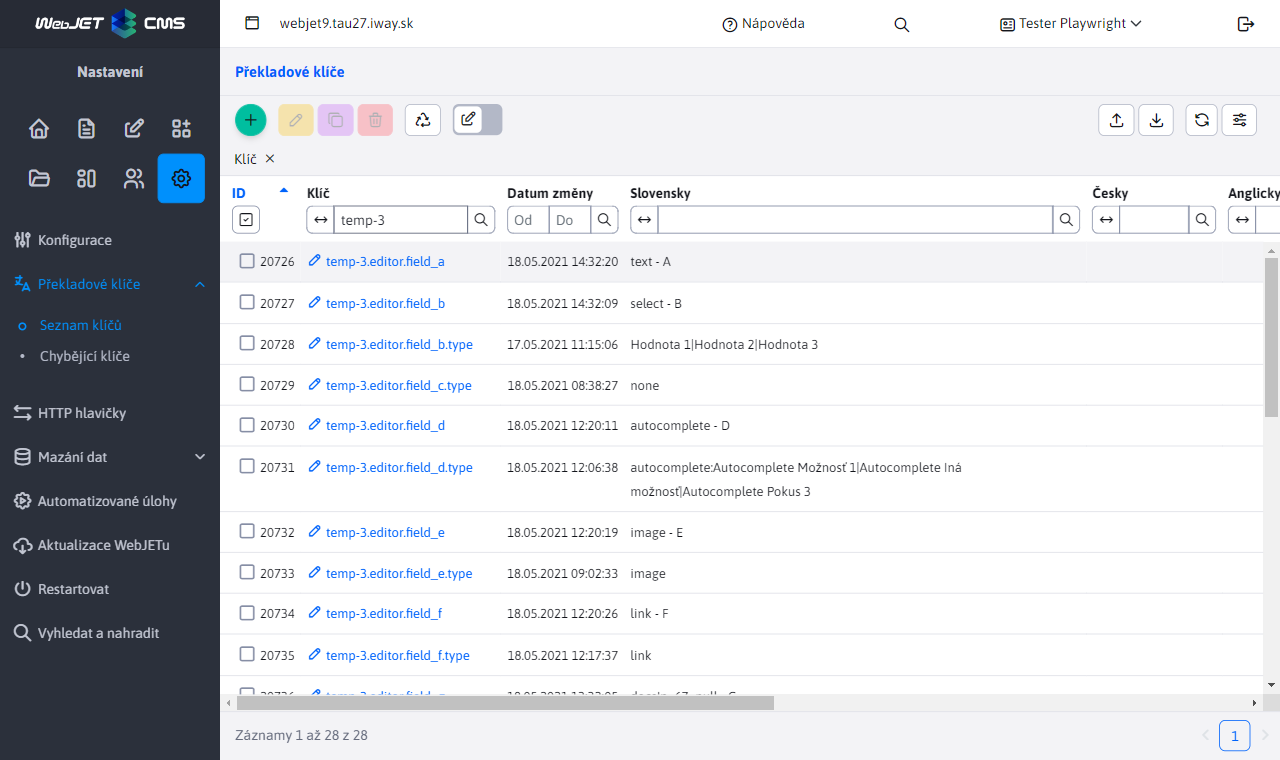 WebJET CMS
webjet9.tau27.iway.sk
Nápověda
Tester Playwright
Nastavení
Překladové klíče
Klíč ×
Konfigurace
Překladové klíče
Seznam klíčů
Chybějící klíče
HTTP hlavičky
Mazání dat
Automatizované úlohy
Aktualizace WebJETu
Restartovat
Vyhledat a nahradit
ID Klíč Datum změny Slovensky Česky Anglicky
temp-3 Od Do
20726 temp-3.editor.field_a 18.05.2021 14:32:20 text - A
20727 temp-3.editor.field_b 18.05.2021 14:32:09 select - B
20728 temp-3.editor.field_b.type 17.05.2021 11:15:06 Hodnota 1|Hodnota 2|Hodnota 3
20729 temp-3.editor.field_c.type 18.05.2021 08:38:27 none
20730 temp-3.editor.field_d 18.05.2021 12:20:11 autocomplete - D
20731 temp-3.editor.field_d.type 18.05.2021 12:06:38 autocomplete:Autocomplete Možnosť 1|Autocomplete Iná
možnosť|Autocomplete Pokus 3
20732 temp-3.editor.field_e 18.05.2021 12:20:19 image - E
20733 temp-3.editor.field_e.type 18.05.2021 09:02:33 image
20734 temp-3.editor.field_f 18.05.2021 12:20:26 link - F
20735 temp-3.editor.field_f.type 18.05.2021 12:17:37 link
Záznamy 1 až 28 z 28
1